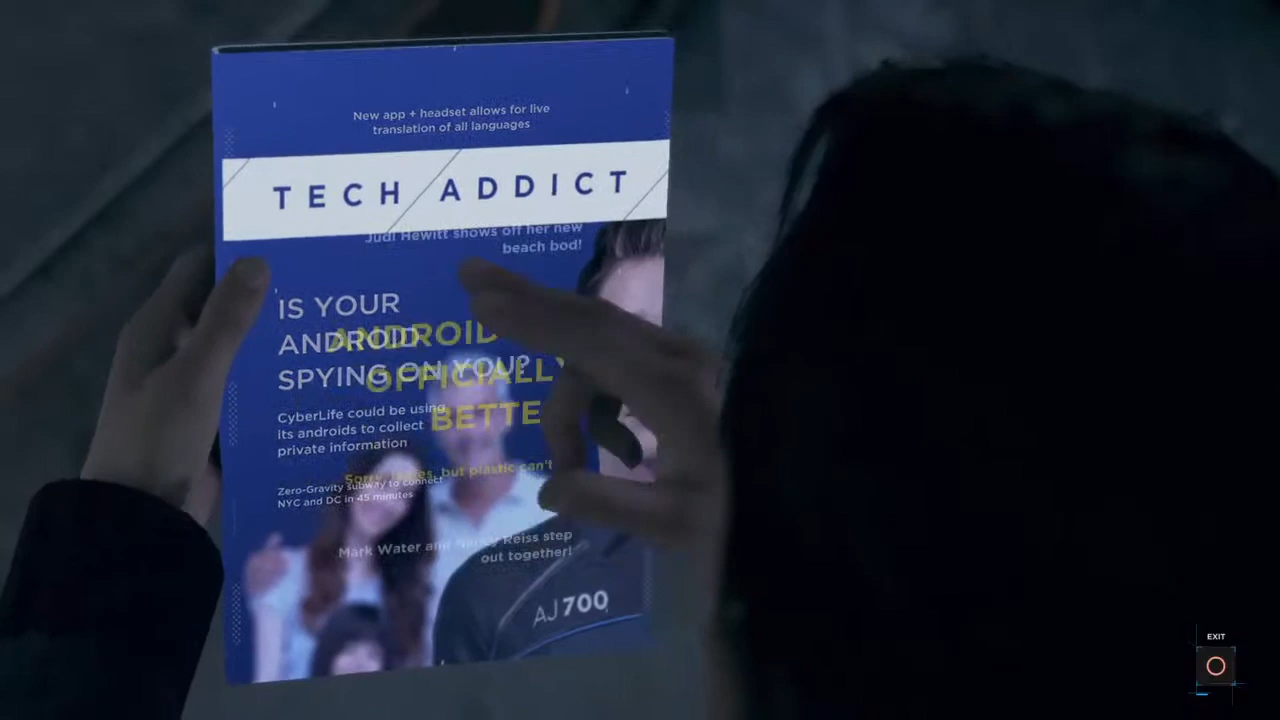 New app + headset allows for live
translation of all languages
TECH ADDICT
Judi Hewitt shows off her new
beach bod!
IS YOUR
ANDROID
SPYING ON YOU?
ANDROID
OFFICIALL
BETTE
CyberLife could be using
its androids to collect
private information
Sorry, but plastic can't
Zero-Gravity subway to connect
NYC and DC in 45 minutes
Mark Water and Reiss step
out together!
AJ700
EXIT